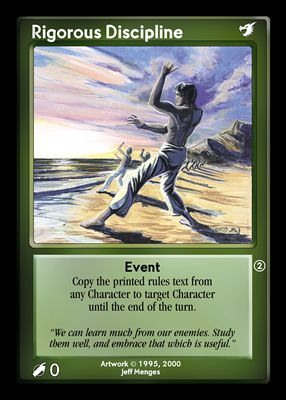 Rigorous Discipline
Event
②
Copy the printed rules text from
any Character to target Character
until the end of the turn.
"We can learn much from our enemies. Study
them well, and embrace that which is useful."
0
Artwork © 1995, 2000
Jeff Menges